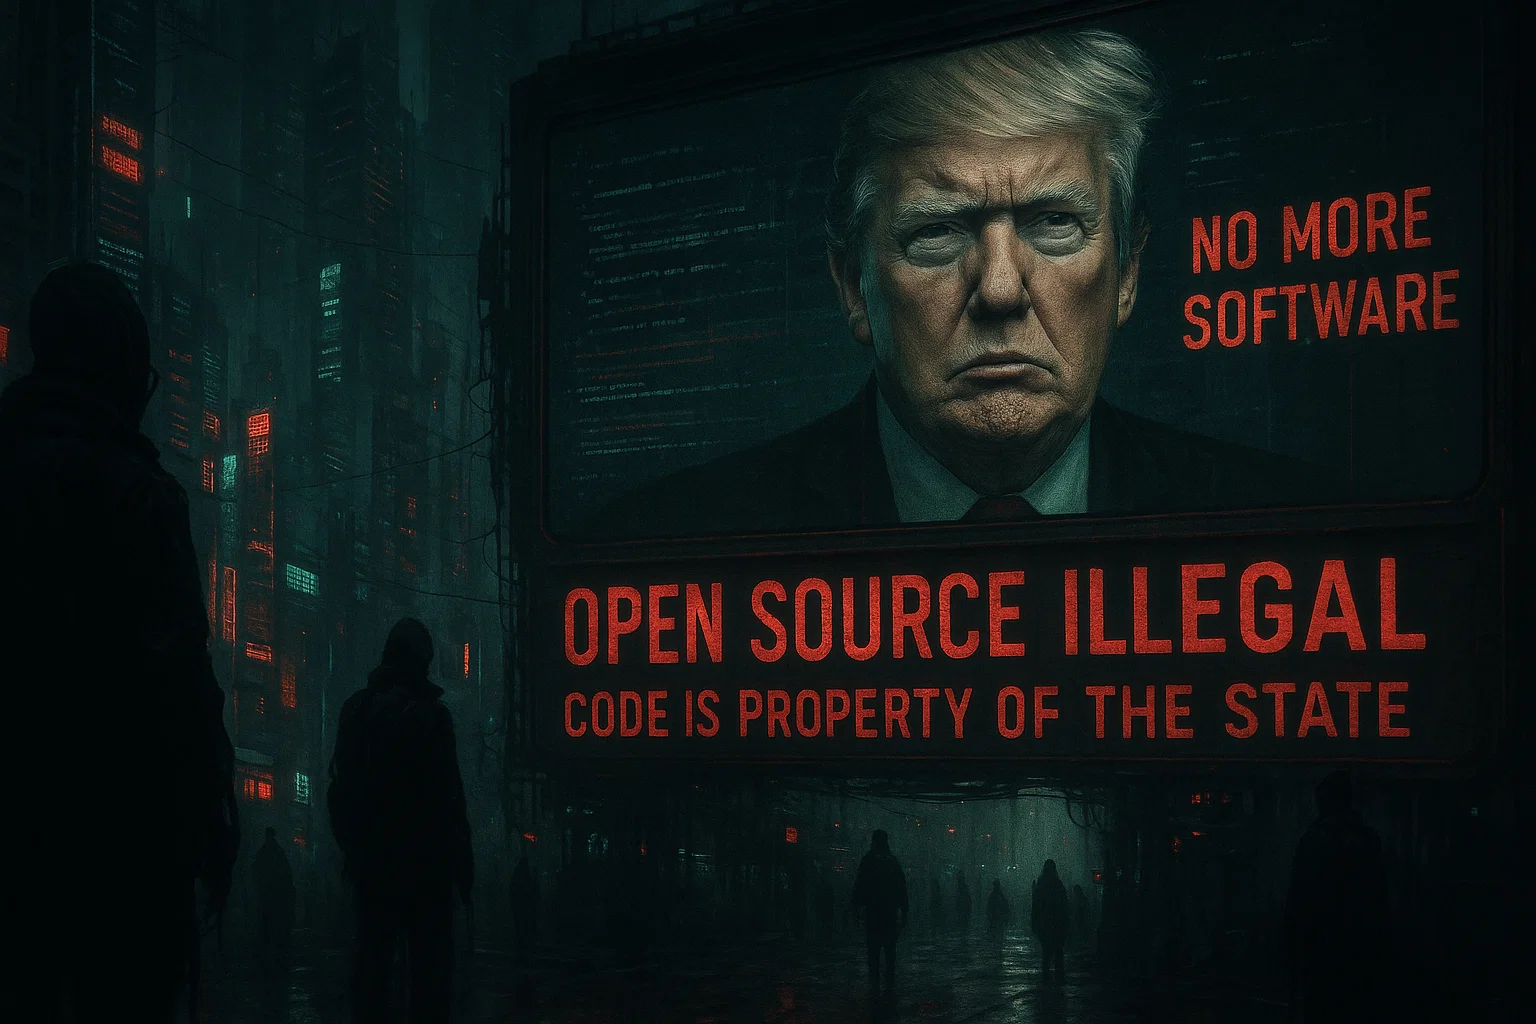 NO MORE
SOFTWARE
OPEN SOURCE ILLEGAL
CODE IS PROPERTY OF THE STATE